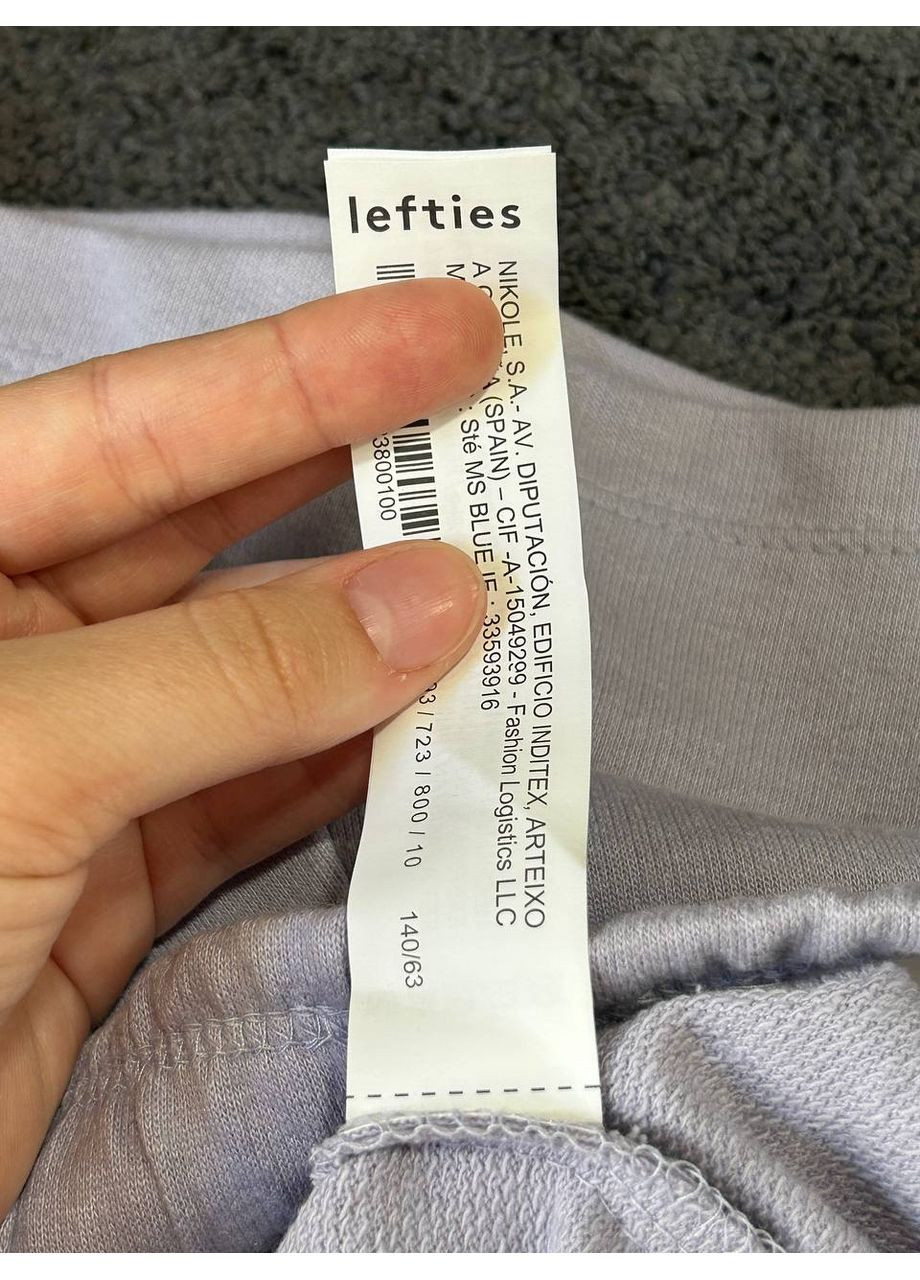 lefties
NIKOLE, S.A.- AV. DIPUTACIÓN, EDIFICIO INDITEX, ARTEIXO
A (SPAIN) – CIF -A-15049299 - Fashion Logistics LLC
: Sté MS BLUE IF : 33593916
3800100
/ 723 / 800 / 10 140/63